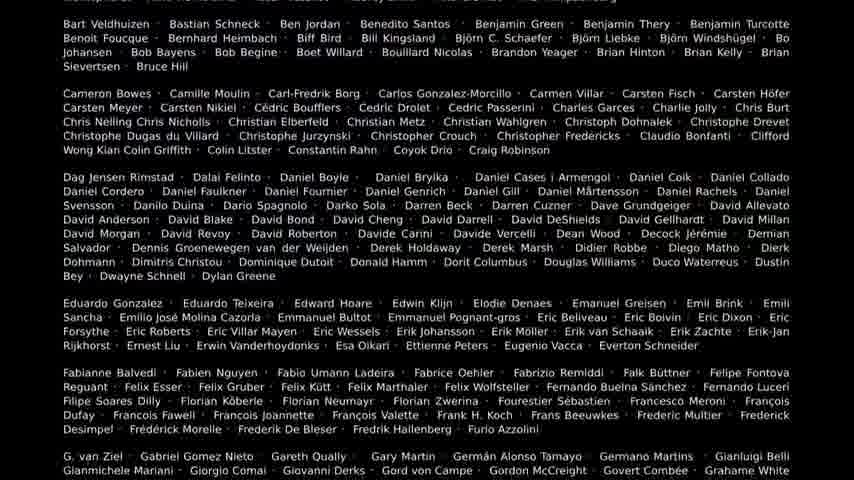 Bart Veldhuizen · Bastian Schneck · Ben Jordan · Benedito Santos · Benjamin Green · Benjamin Thery · Benjamin Turcotte
Benoit Foucque · Bernhard Heimbach · Biff Bird · Bill Kingsland · Björn C. Schaefer · Björn Liebke · Björn Windshügel · Bo
Johansen · Bob Bayens · Bob Begine · Boet Willard · Bouillard Nicolas · Brandon Yeager · Brian Hinton · Brian Kelly · Brian
Sievertsen · Bruce Hill
Cameron Bowes · Camille Moulin · Carl-Fredrik Borg · Carlos Gonzalez-Morcillo · Carmen Villar · Carsten Fisch · Carsten Höfer
Carsten Meyer · Carsten Nikiel · Cédric Boufflers · Cedric Drolet · Cedric Passerini · Charles Garces · Charlie Jolly · Chris Burt
Chris Nelling Chris Nicholls · Christian Elberfeld · Christian Metz · Christian Wahlgren · Christoph Dohnalek · Christophe Drevet
Christophe Dugas du Villard · Christophe Jurzynski · Christopher Crouch · Christopher Fredericks · Claudio Bonfanti · Clifford
Wong Kian Colin Griffith · Colin Litster · Constantin Rahn · Coyok Drio · Craig Robinson
Dag Jensen Rimstad · Dalai Felinto · Daniel Boyle · Daniel Brylka · Daniel Cases i Armengol · Daniel Coik · Daniel Collado
Daniel Cordero · Daniel Faulkner · Daniel Fournier · Daniel Genrich · Daniel Gill · Daniel Mårtensson · Daniel Rachels · Daniel
Svensson · Danilo Duina · Dario Spagnolo · Darko Sola · Darren Beck · Darren Cuzner · Dave Grundgeiger · David Allevato
David Anderson · David Blake · David Bond · David Cheng · David Darrell · David DeShields · David Gellhardt · David Millan
David Morgan · David Revoy · David Roberton · Davide Carini · Davide Vercelli · Dean Wood · Decock Jérémie · Demian
Salvador · Dennis Groenewegen van der Weijden · Derek Holdaway · Derek Marsh · Didier Robbe · Diego Matho · Dierk
Dohmann · Dimitris Christou · Dominique Dutoit · Donald Hamm · Dorit Columbus · Douglas Williams · Duco Waterreus · Dustin
Bey · Dwayne Schnell · Dylan Greene
Eduardo Gonzalez · Eduardo Teixeira · Edward Hoare · Edwin Klijn · Elodie Denaes · Emanuel Greisen · Emil Brink · Emili
Sancha · Emilio José Molina Cazorla · Emmanuel Bultot · Emmanuel Pognant-gros · Eric Beliveau · Eric Boivin · Eric Dixon · Eric
Forsythe · Eric Roberts · Eric Villar Mayen · Eric Wessels · Erik Johansson · Erik Möller · Erik van Schaaik · Erik Zachte · Erik-Jan
Rijkhorst · Ernest Liu · Erwin Vanderhoydonks · Esa Oikari · Ettienne Peters · Eugenio Vacca · Everton Schneider
Fabianne Balvedi · Fabien Nguyen · Fabio Umann Ladeira · Fabrice Oehler · Fabrizio Remiddi · Falk Büttner · Felipe Fontova
Reguant · Felix Esser · Felix Gruber · Felix Kütt · Felix Marthaler · Felix Wolfsteller · Fernando Buelna Sánchez · Fernando Luceri
Filipe Soares Dilly · Florian Köberle · Florian Neumayr · Florian Zwerina · Fourestier Sébastien · Francesco Meroni · François
Dufay · Francois Fawell · François Joannette · François Valette · Frank H. Koch · Frans Beeuwkes · Frederic Multier · Frederick
Desimpel · Frédérick Morelle · Frederik De Bleser · Fredrik Hallenberg · Furio Azzolini
G. van Ziel · Gabriel Gomez Nieto · Gareth Qually · Gary Martin · Germán Alonso Tamayo · Germano Martins · Gianluigi Belli
Gianmichele Mariani · Giorgio Comai · Giovanni Derks · Gord von Campe · Gordon McCreight · Govert Combée · Grahame White